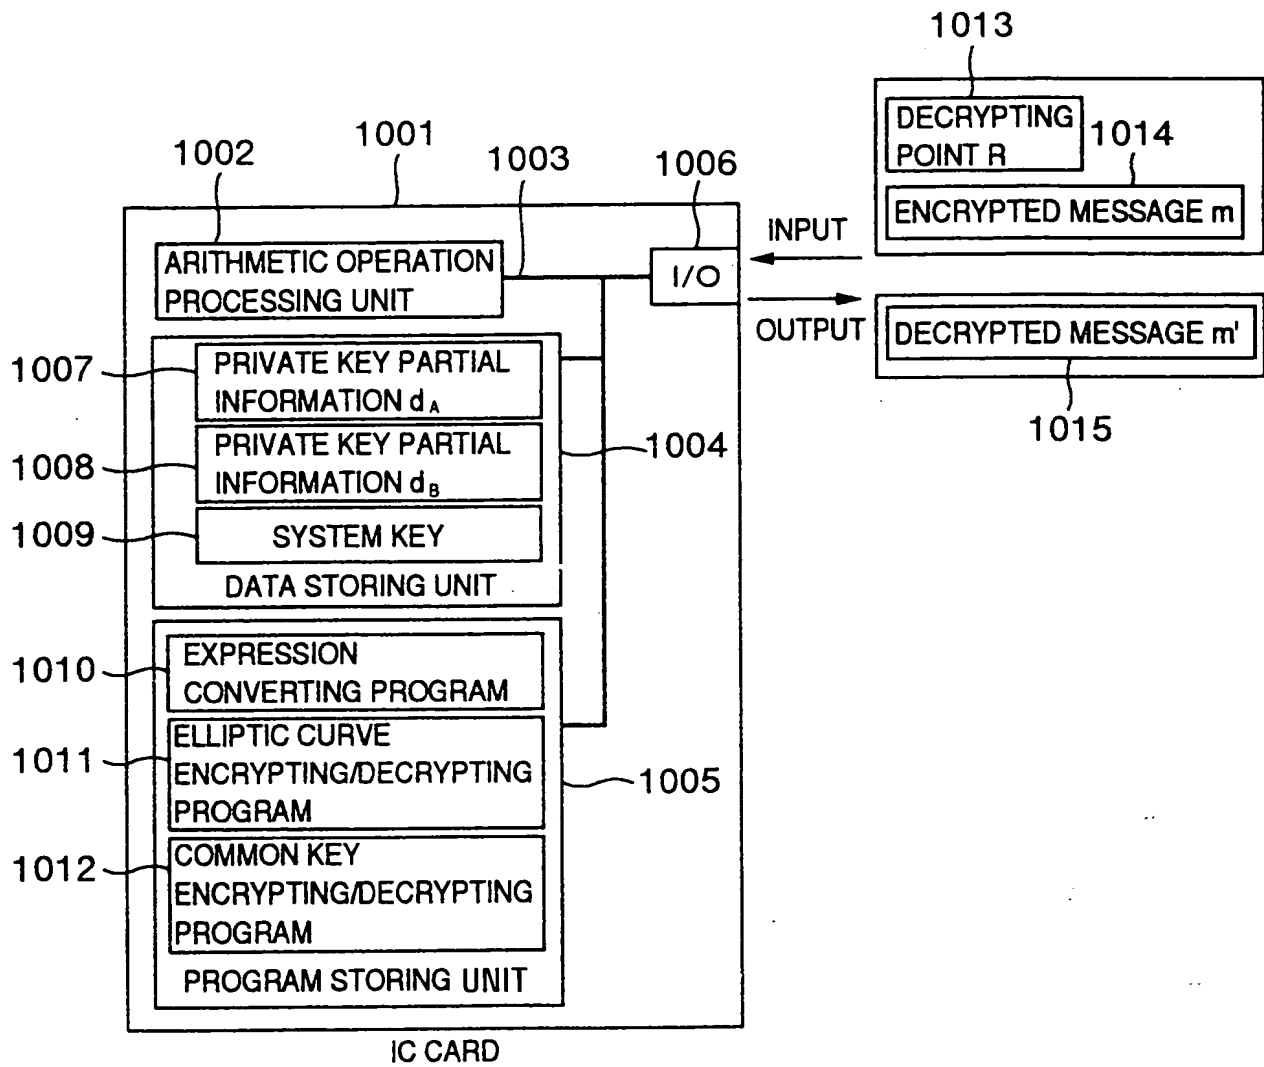 1013
DECRYPTING
POINT R
1014
ENCRYPTED MESSAGE m
1001
1002
1003
1006
INPUT
ARITHMETIC OPERATION
PROCESSING UNIT
I/O
OUTPUT
DECRYPTED MESSAGE m'
1015
1007
PRIVATE KEY PARTIAL
INFORMATION dA
1004
1008
PRIVATE KEY PARTIAL
INFORMATION dB
1009
SYSTEM KEY
DATA STORING UNIT
1010
EXPRESSION
CONVERTING PROGRAM
1011
ELLIPTIC CURVE
ENCRYPTING/DECRYPTING
PROGRAM
1005
1012
COMMON KEY
ENCRYPTING/DECRYPTING
PROGRAM
PROGRAM STORING UNIT
IC CARD